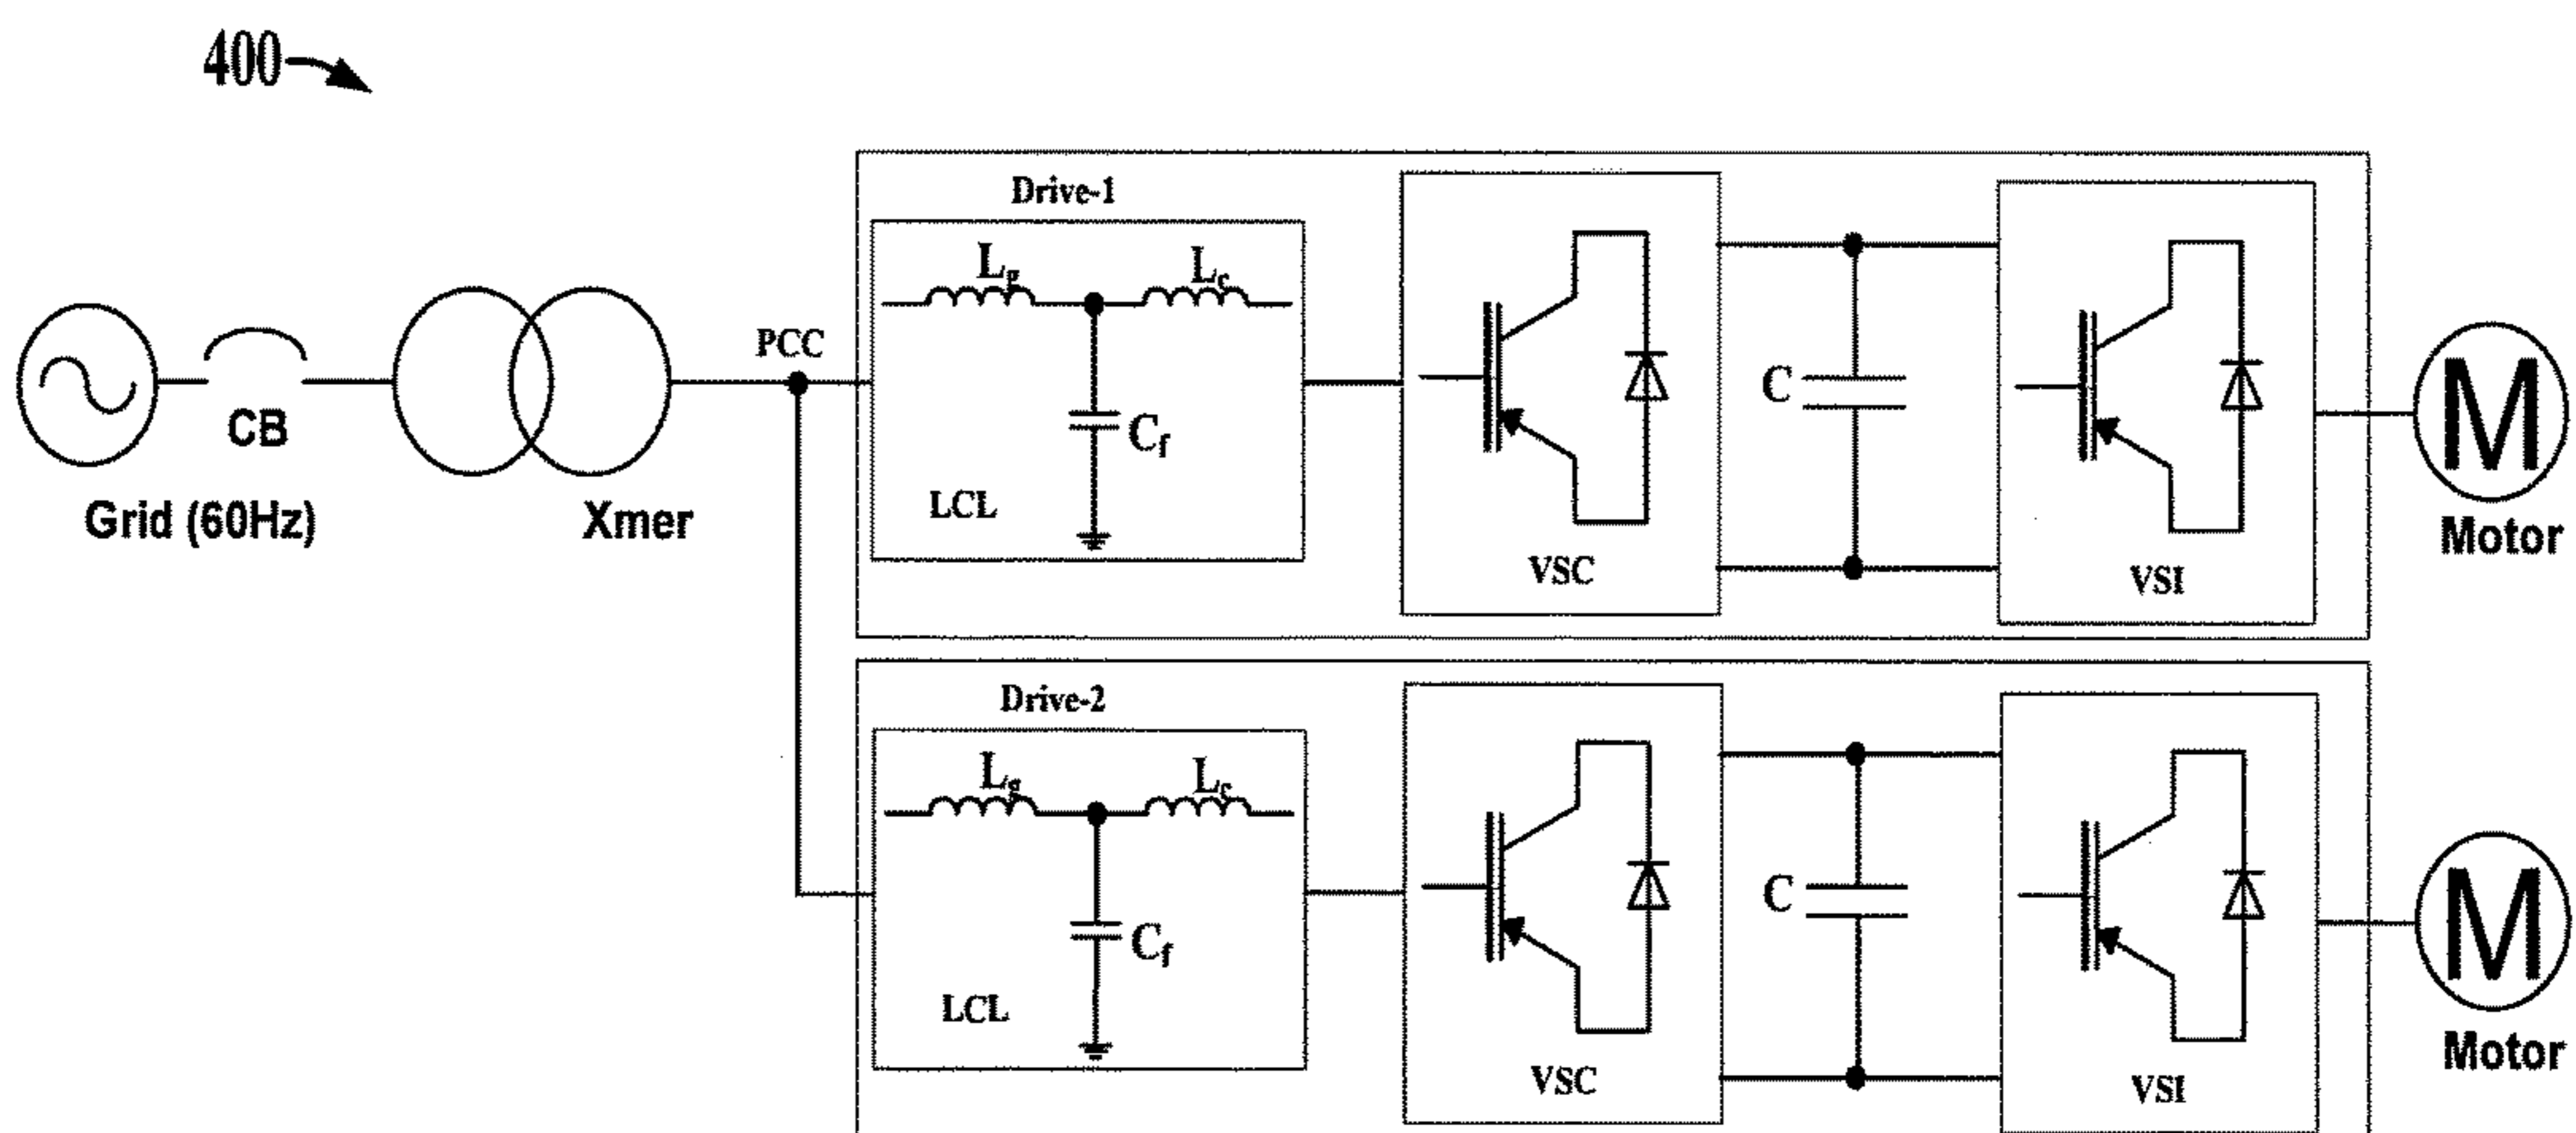 400
Grid (60Hz)
CB
Xmer
PCC
Drive-1
Lg
Lc
Cf
LCL
VSC
C
VSI
M
Motor
Drive-2
Lg
Lc
Cf
LCL
VSC
C
VSI
M
Motor